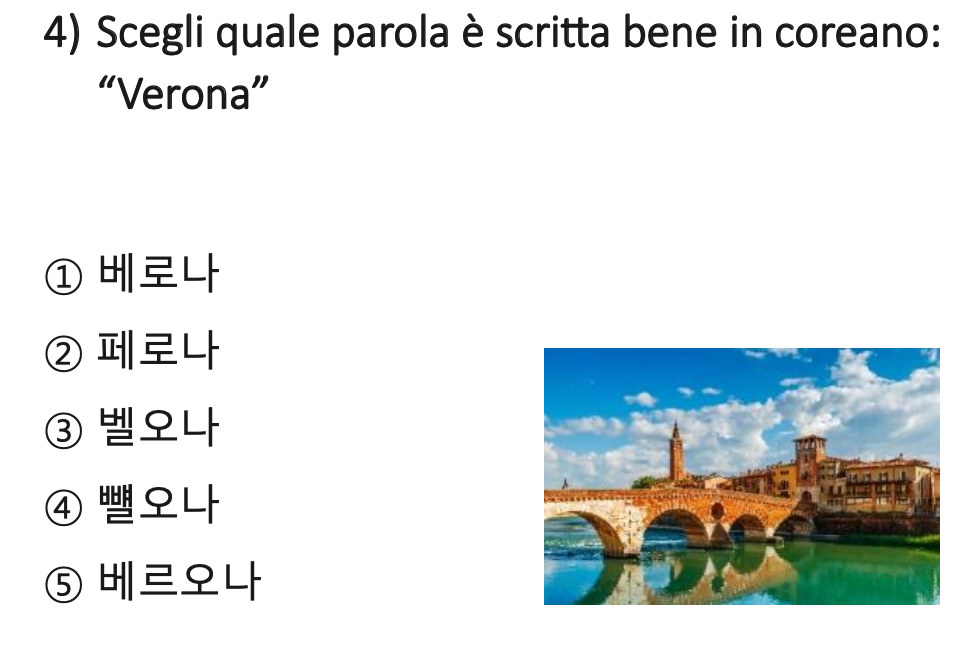 4) Scegli quale parola è scritta bene in coreano:
“Verona”
① 베로나
② 페로나
③ 벨오나
④ 뺼오나
⑤ 베르오나